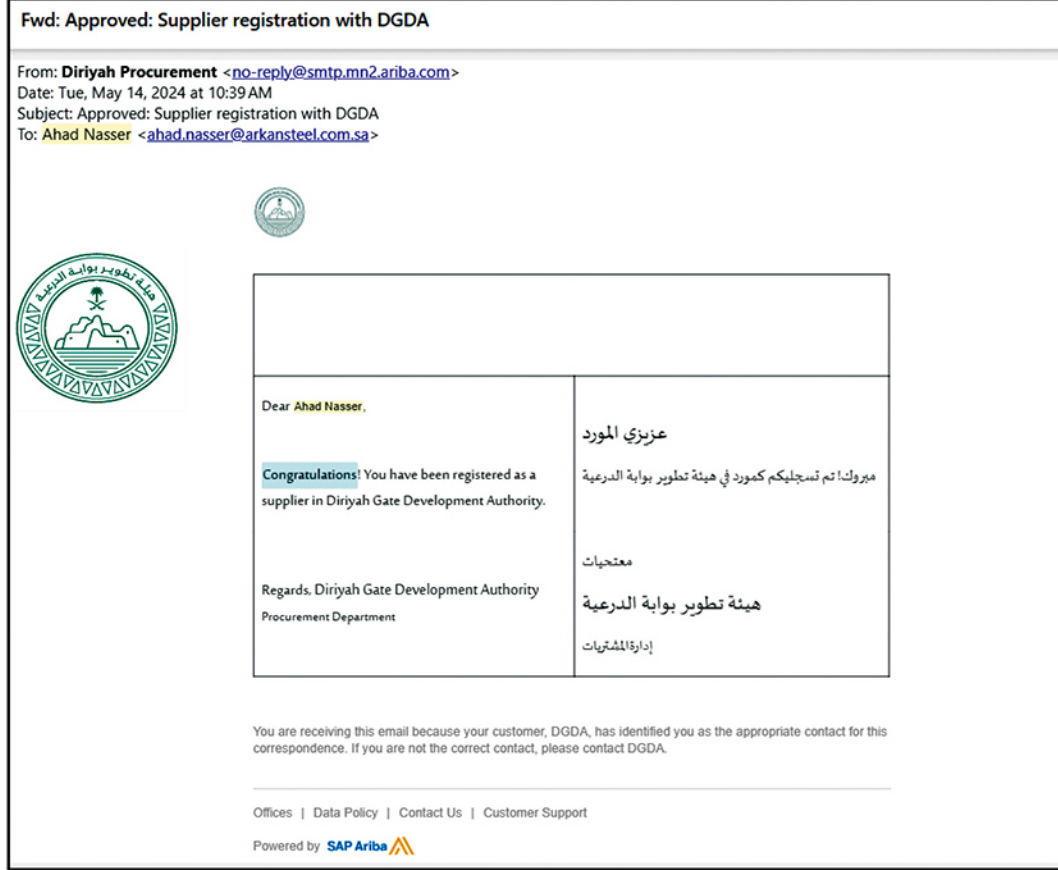 Fwd: Approved: Supplier registration with DGDA
From: Diriyah Procurement <no-reply@smtp.mn2.ariba.com>
Date: Tue, May 14, 2024 at 10:39 AM
Subject: Approved: Supplier registration with DGDA
To: Ahad Nasser <ahad.nasser@arkansteel.com.sa>
هيئة تطوير بوابة الدرعية
Dear Ahad Nasser,
Congratulations! You have been registered as a
supplier in Diriyah Gate Development Authority.
Regards, Diriyah Gate Development Authority
Procurement Department
عزيزي المورد
مبروك! تم تسجليكم كمورد في هيئة تطوير بوابة الدرعية
معتحيات
هيئة تطوير بوابة الدرعية
إدارةالمشتريات
You are receiving this email because your customer, DGDA, has identified you as the appropriate contact for this
correspondence. If you are not the correct contact, please contact DGDA.
Offices | Data Policy | Contact Us | Customer Support
Powered by SAP Ariba